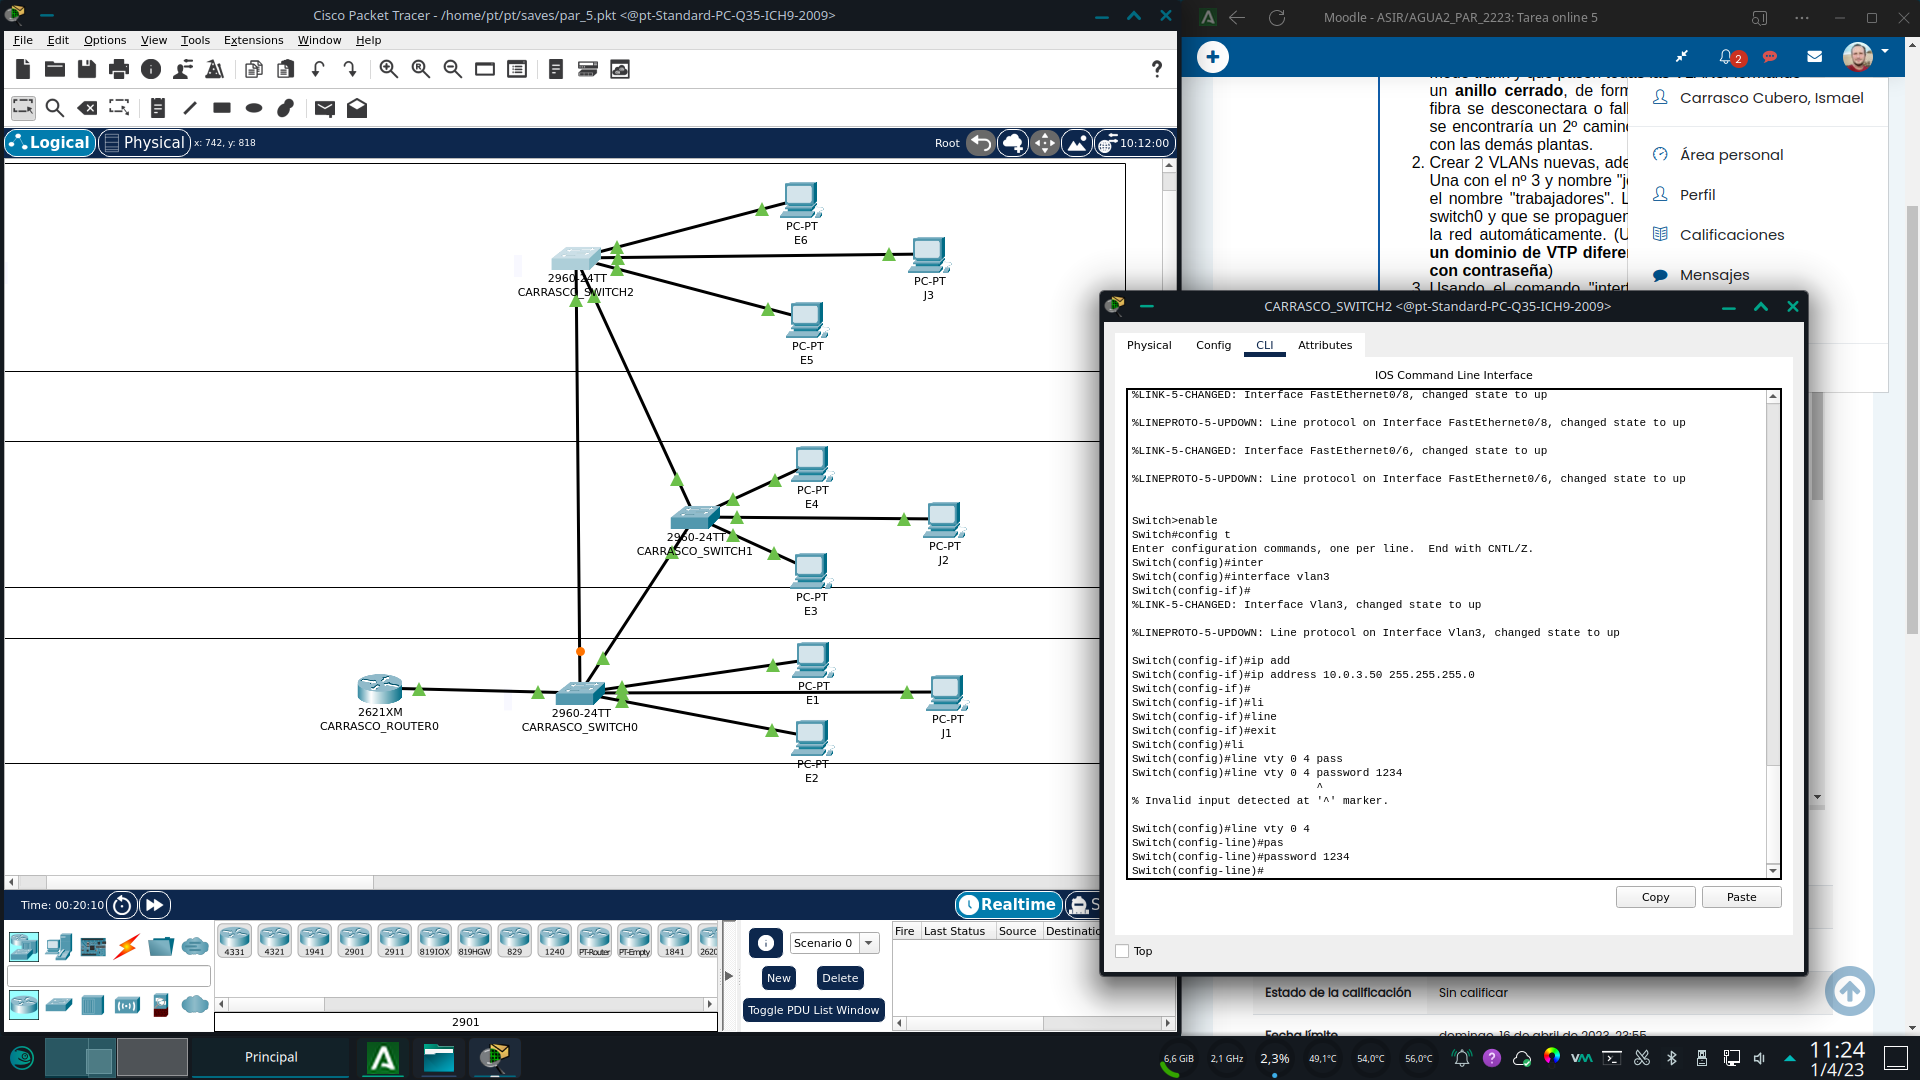 Cisco Packet Tracer - /home/pt/pt/saves/par_5.pkt <@pt-Standard-PC-Q35-ICH9-2009>
File Edit Options View Tools Extensions Window Help
?
Logical
Physical
x: 742, y: 818
Root
10:12:00
PC-PT
E6
2960-24TT
CARRASCO_SWITCH2
PC-PT
J3
PC-PT
E5
PC-PT
E4
2960-24TT
CARRASCO_SWITCH1
PC-PT
J2
PC-PT
E3
PC-PT
E1
2621XM
CARRASCO_ROUTER0
2960-24TT
CARRASCO_SWITCH0
PC-PT
J1
PC-PT
E2
Time: 00:20:10
Realtime
S
4331 4321 1941 2901 2911 819IOX 819HGW 829 1240 PT-Router PT-Empty 1841 2620
2901
Scenario 0
New
Delete
Toggle PDU List Window
Fire Last Status Source Destinatio
Moodle - ASIR/AGUA2_PAR_2223: Tarea online 5
2
un anillo cerrado, de form
fibra se desconectara o fall
se encontraría un 2º camino
con las demás plantas.
2. Crear 2 VLANs nuevas, ade
Una con el nº 3 y nombre "je
el nombre "trabajadores". L
switch0 y que se propaguen
la red automáticamente. (U
un dominio de VTP diferen
con contraseña)
3. Usando el comando "interf
Carrasco Cubero, Ismael
Área personal
Perfil
Calificaciones
Mensajes
CARRASCO_SWITCH2 <@pt-Standard-PC-Q35-ICH9-2009>
Physical Config CLI Attributes
IOS Command Line Interface
%LINK-5-CHANGED: Interface FastEthernet0/8, changed state to up
%LINEPROTO-5-UPDOWN: Line protocol on Interface FastEthernet0/8, changed state to up
%LINK-5-CHANGED: Interface FastEthernet0/6, changed state to up
%LINEPROTO-5-UPDOWN: Line protocol on Interface FastEthernet0/6, changed state to up
Switch>enable
Switch#config t
Enter configuration commands, one per line.  End with CNTL/Z.
Switch(config)#inter
Switch(config)#interface vlan3
Switch(config-if)#
%LINK-5-CHANGED: Interface Vlan3, changed state to up
%LINEPROTO-5-UPDOWN: Line protocol on Interface Vlan3, changed state to up
Switch(config-if)#ip add
Switch(config-if)#ip address 10.0.3.50 255.255.255.0
Switch(config-if)#
Switch(config-if)#li
Switch(config-if)#line
Switch(config-if)#exit
Switch(config)#li
Switch(config)#line vty 0 4 pass
Switch(config)#line vty 0 4 password 1234
^
% Invalid input detected at '^' marker.
Switch(config)#line vty 0 4
Switch(config-line)#pas
Switch(config-line)#password 1234
Switch(config-line)#
Copy
Paste
Top
Estado de la calificación Sin calificar
Fecha límite domingo, 16 de abril de 2023, 23:55
Principal
6,6 GiB 2,1 GHz 2,3% 49,1°C 54,0°C 56,0°C
11:24
1/4/23